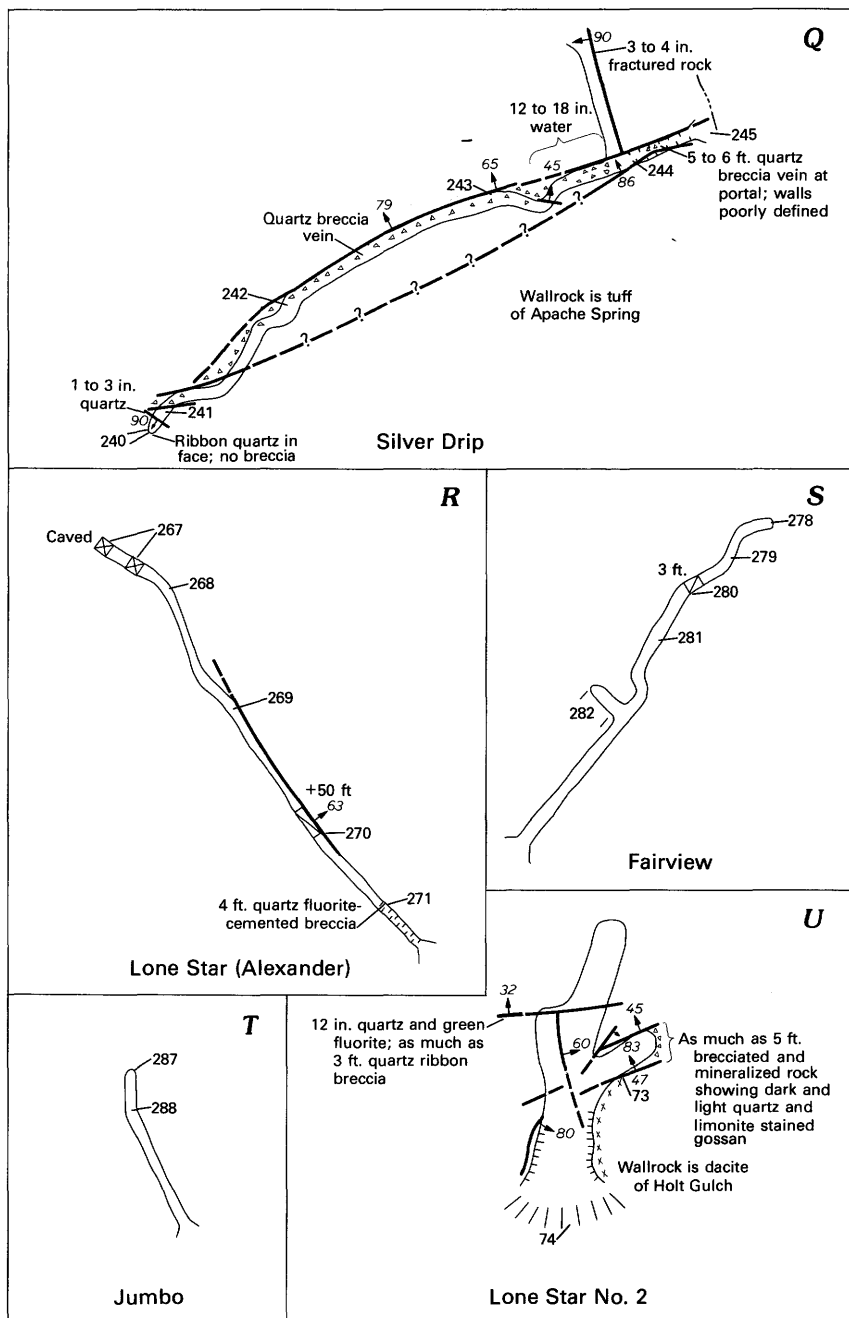 Q
90
3 to 4 in.
fractured rock
12 to 18 in.
water
245
65
45
243
244
86
5 to 6 ft. quartz
breccia vein at
portal; walls
poorly defined
79
Quartz breccia
vein
242
?
?
?
?
?
Wallrock is tuff
of Apache Spring
1 to 3 in.
quartz
241
90
240
Ribbon quartz in
face; no breccia
Silver Drip
R
Caved
267
268
269
+50 ft
63
270
271
4 ft. quartz fluorite-
cemented breccia
Lone Star (Alexander)
S
278
279
3 ft.
280
281
282
Fairview
T
287
288
Jumbo
U
32
12 in. quartz and green
fluorite; as much as
3 ft. quartz ribbon
breccia
45
60
83
47
73
As much as 5 ft.
brecciated and
mineralized rock
showing dark and
light quartz and
limonite stained
gossan
80
Wallrock is dacite
of Holt Gulch
74
Lone Star No. 2